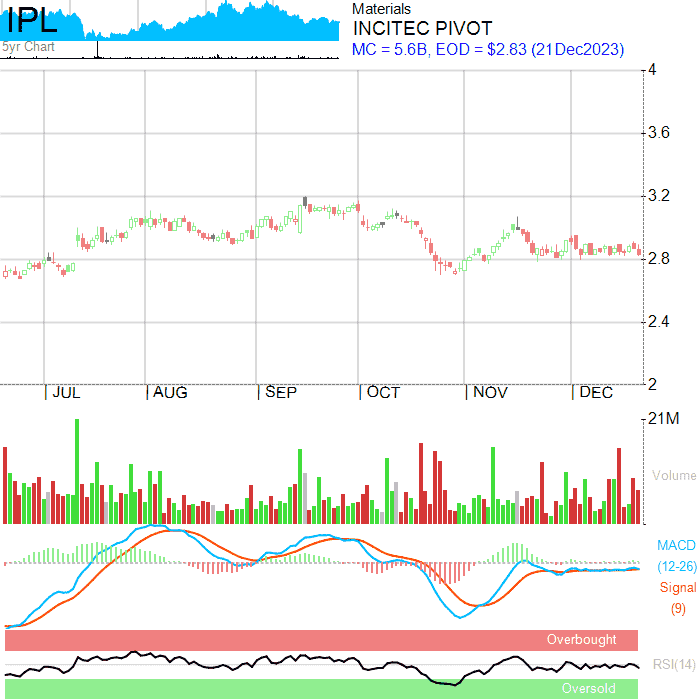 IPL
5yr Chart
Materials
INCITEC PIVOT
MC = 5.6B, EOD = $2.83 (21Dec2023)
4
3.6
3.2
2.8
2.4
2
JUL AUG SEP OCT NOV DEC
21M
Volume
MACD
(12-26)
Signal
(9)
Overbought
RSI(14)
Oversold